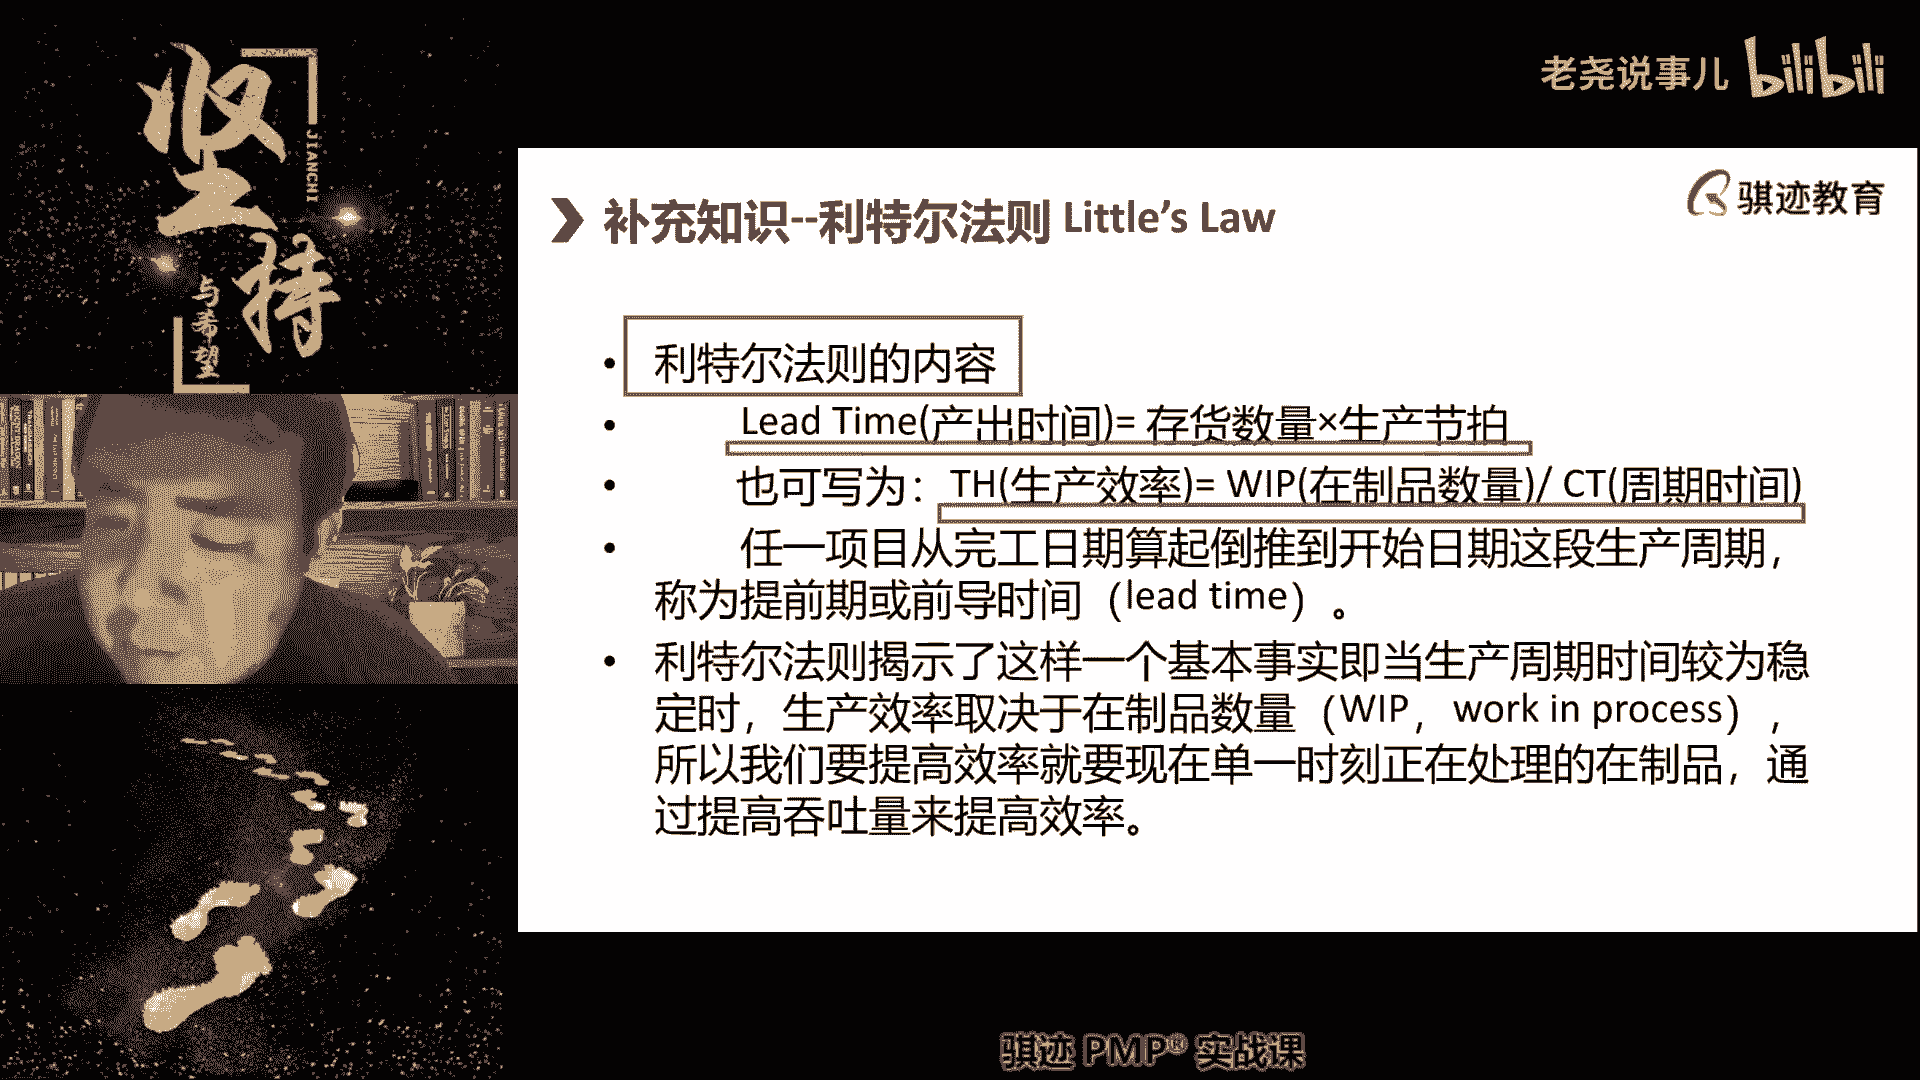 坚持
JIANCHI
与希望
老尧说事儿 bilibili
骐迹教育
补充知识--利特尔法则 Little's Law
• 利特尔法则的内容
• Lead Time(产出时间)= 存货数量×生产节拍
• 也可写为：TH(生产效率)= WIP(在制品数量)/ CT(周期时间)
• 任一项目从完工日期算起倒推到开始日期这段生产周期，
称为提前期或前导时间（lead time）。
• 利特尔法则揭示了这样一个基本事实即当生产周期时间较为稳
定时，生产效率取决于在制品数量（WIP，work in process），
所以我们要提高效率就要现在单一时刻正在处理的在制品，通
过提高吞吐量来提高效率。
骐迹 PMP® 实战课